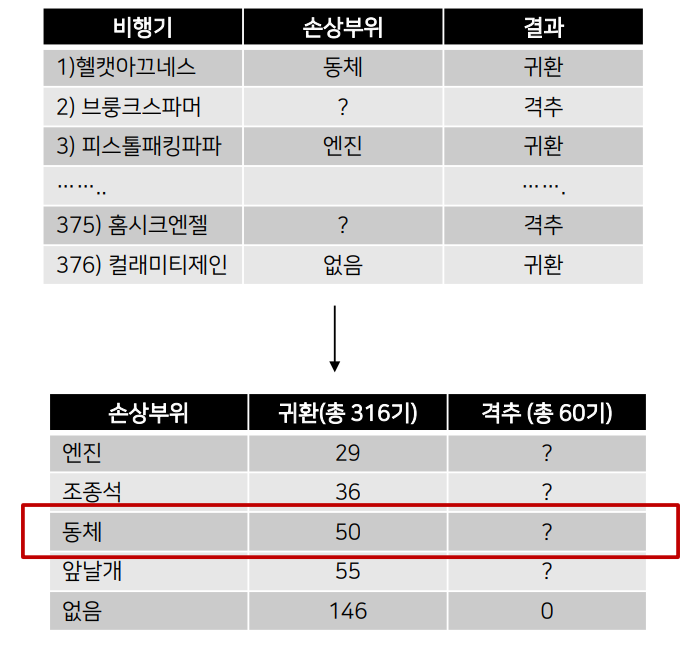 비행기 손상부위 결과
1)헬캣아끄네스 동체 귀환
2) 브룽크스파머 ? 격추
3) 피스톨패킹파파 엔진 귀환
…….. …….
375) 홈시크엔젤 ? 격추
376) 컬래미티제인 없음 귀환
손상부위 귀환(총 316기) 격추 (총 60기)
엔진 29 ?
조종석 36 ?
동체 50 ?
앞날개 55 ?
없음 146 0